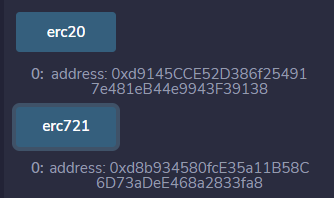 erc20
0: address: 0xd9145CCE52D386f25491
7e481eB44e9943F39138
erc721
0: address: 0xd8b934580fcE35a11B58C
6D73aDeE468a2833fa8